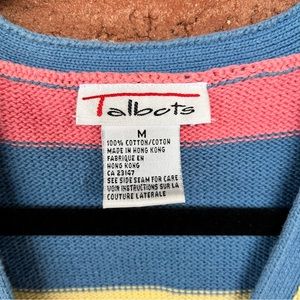 Talbots
M
100% COTTON/COTON
MADE IN HONG KONG
FABRIQUE EN
HONG KONG
CA 23147
SEE SIDE SEAM FOR CARE
VOIR INSTRUCTIONS SUR LA
COUTURE LATERALE